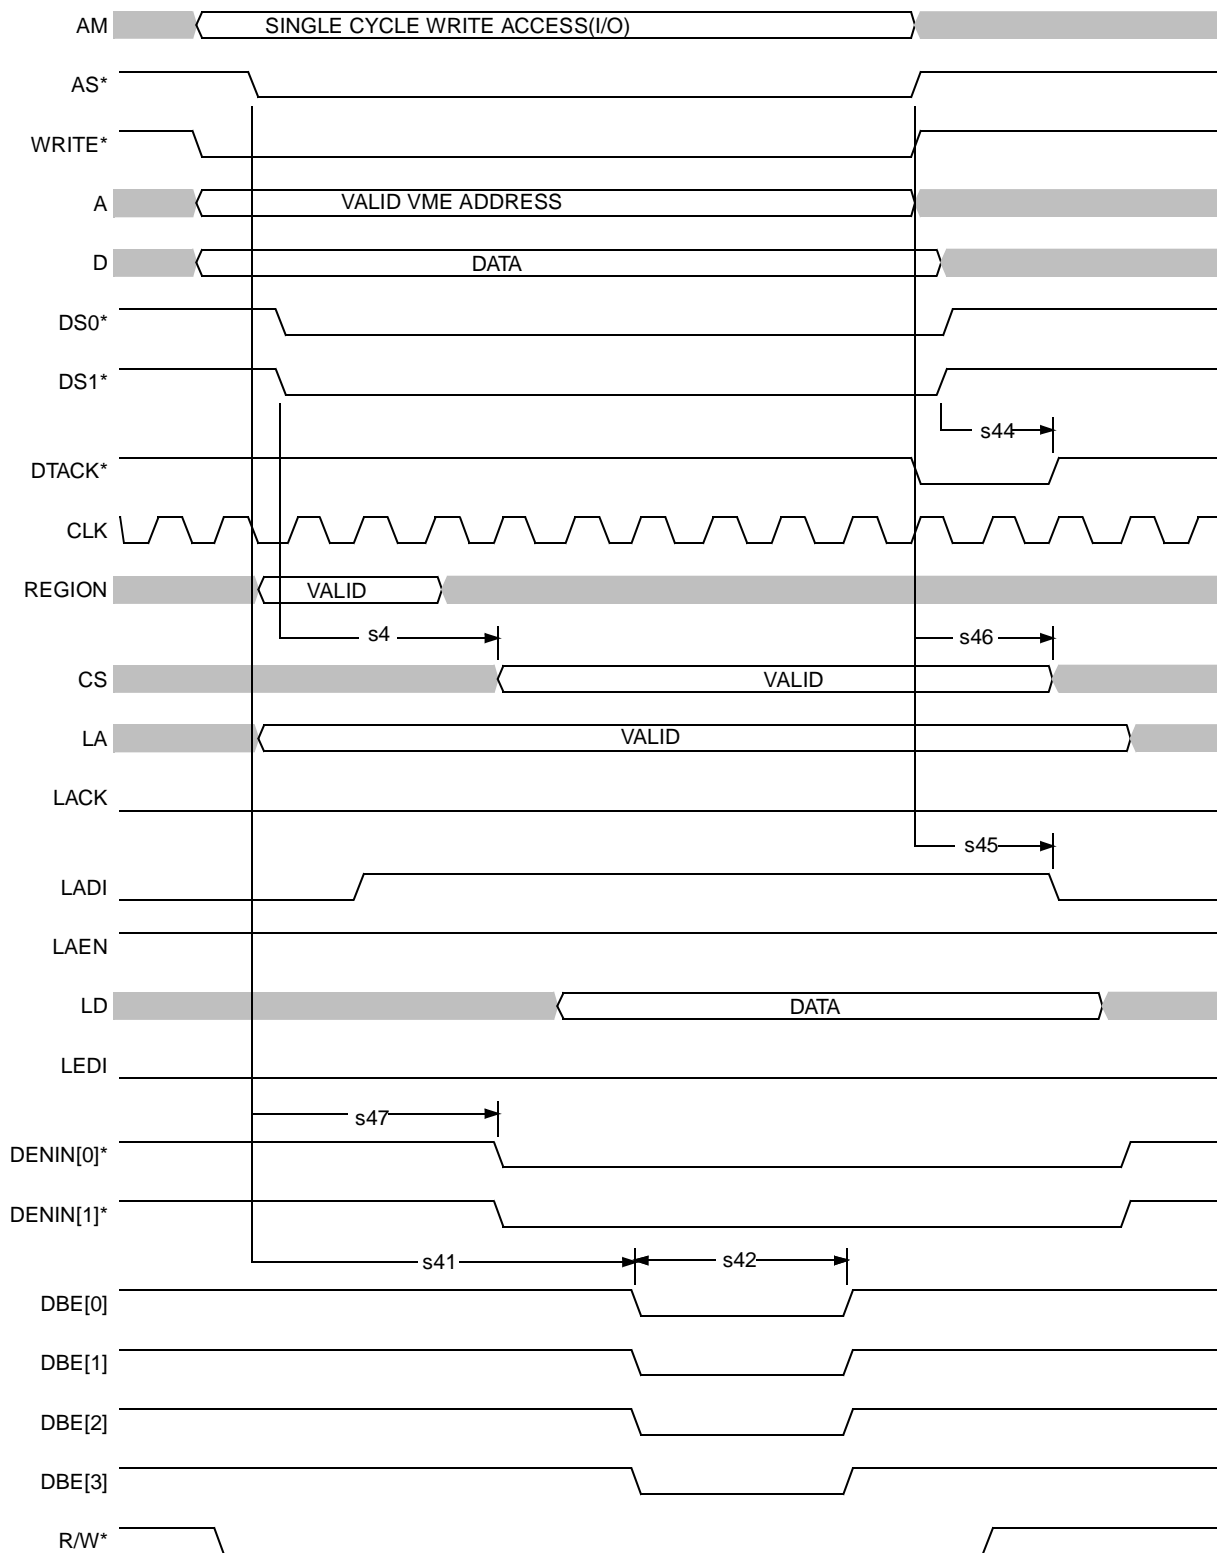 AM SINGLE CYCLE WRITE ACCESS(I/O)
AS*
WRITE*
A VALID VME ADDRESS
D DATA
DS0*
DS1*
s44
DTACK*
CLK
REGION VALID
s4 s46
CS VALID
LA VALID
LACK
s45
LADI
LAEN
LD DATA
LEDI
s47
DENIN[0]*
DENIN[1]*
s41 s42
DBE[0]
DBE[1]
DBE[2]
DBE[3]
R/W*